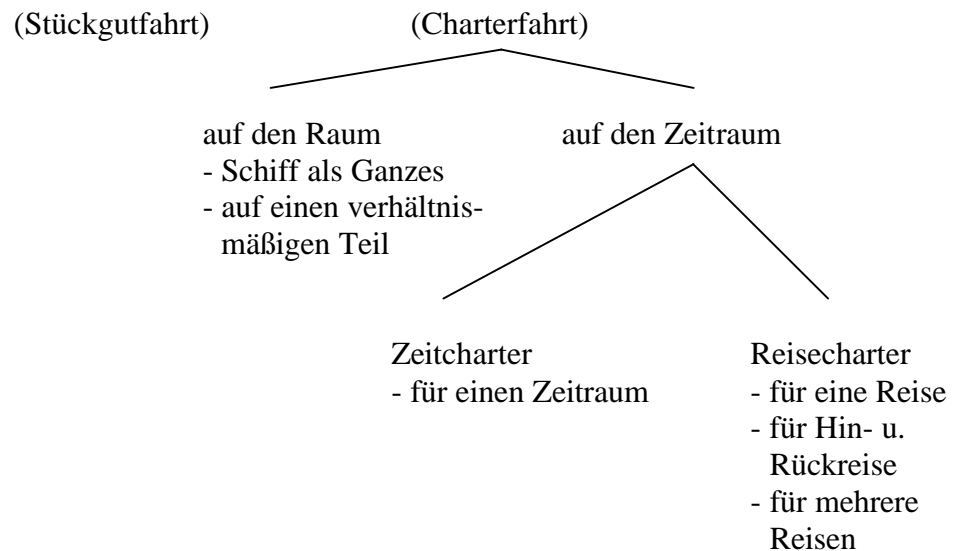 (Stückgutfahrt) (Charterfahrt)
auf den Raum
- Schiff als Ganzes
- auf einen verhältnis-
mäßigen Teil
auf den Zeitraum
Zeitcharter
- für einen Zeitraum
Reisecharter
- für eine Reise
- für Hin- u.
Rückreise
- für mehrere
Reisen